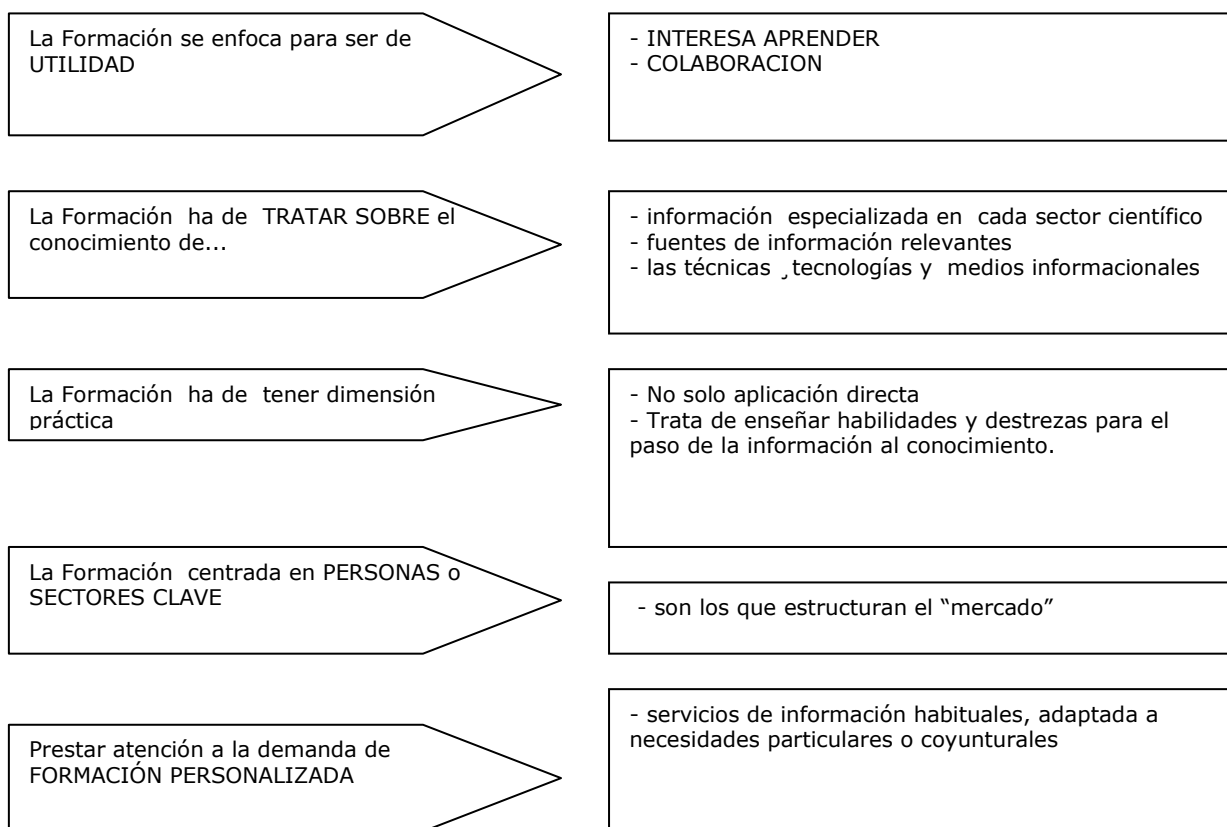 La Formación se enfoca para ser de
UTILIDAD
- INTERESA APRENDER
- COLABORACION
La Formación ha de TRATAR SOBRE el
conocimiento de...
- información especializada en cada sector científico
- fuentes de información relevantes
- las técnicas ¸tecnologías y medios informacionales
La Formación ha de tener dimensión
práctica
- No solo aplicación directa
- Trata de enseñar habilidades y destrezas para el
paso de la información al conocimiento.
La Formación centrada en PERSONAS o
SECTORES CLAVE
- son los que estructuran el “mercado”
Prestar atención a la demanda de
FORMACIÓN PERSONALIZADA
- servicios de información habituales, adaptada a
necesidades particulares o coyunturales